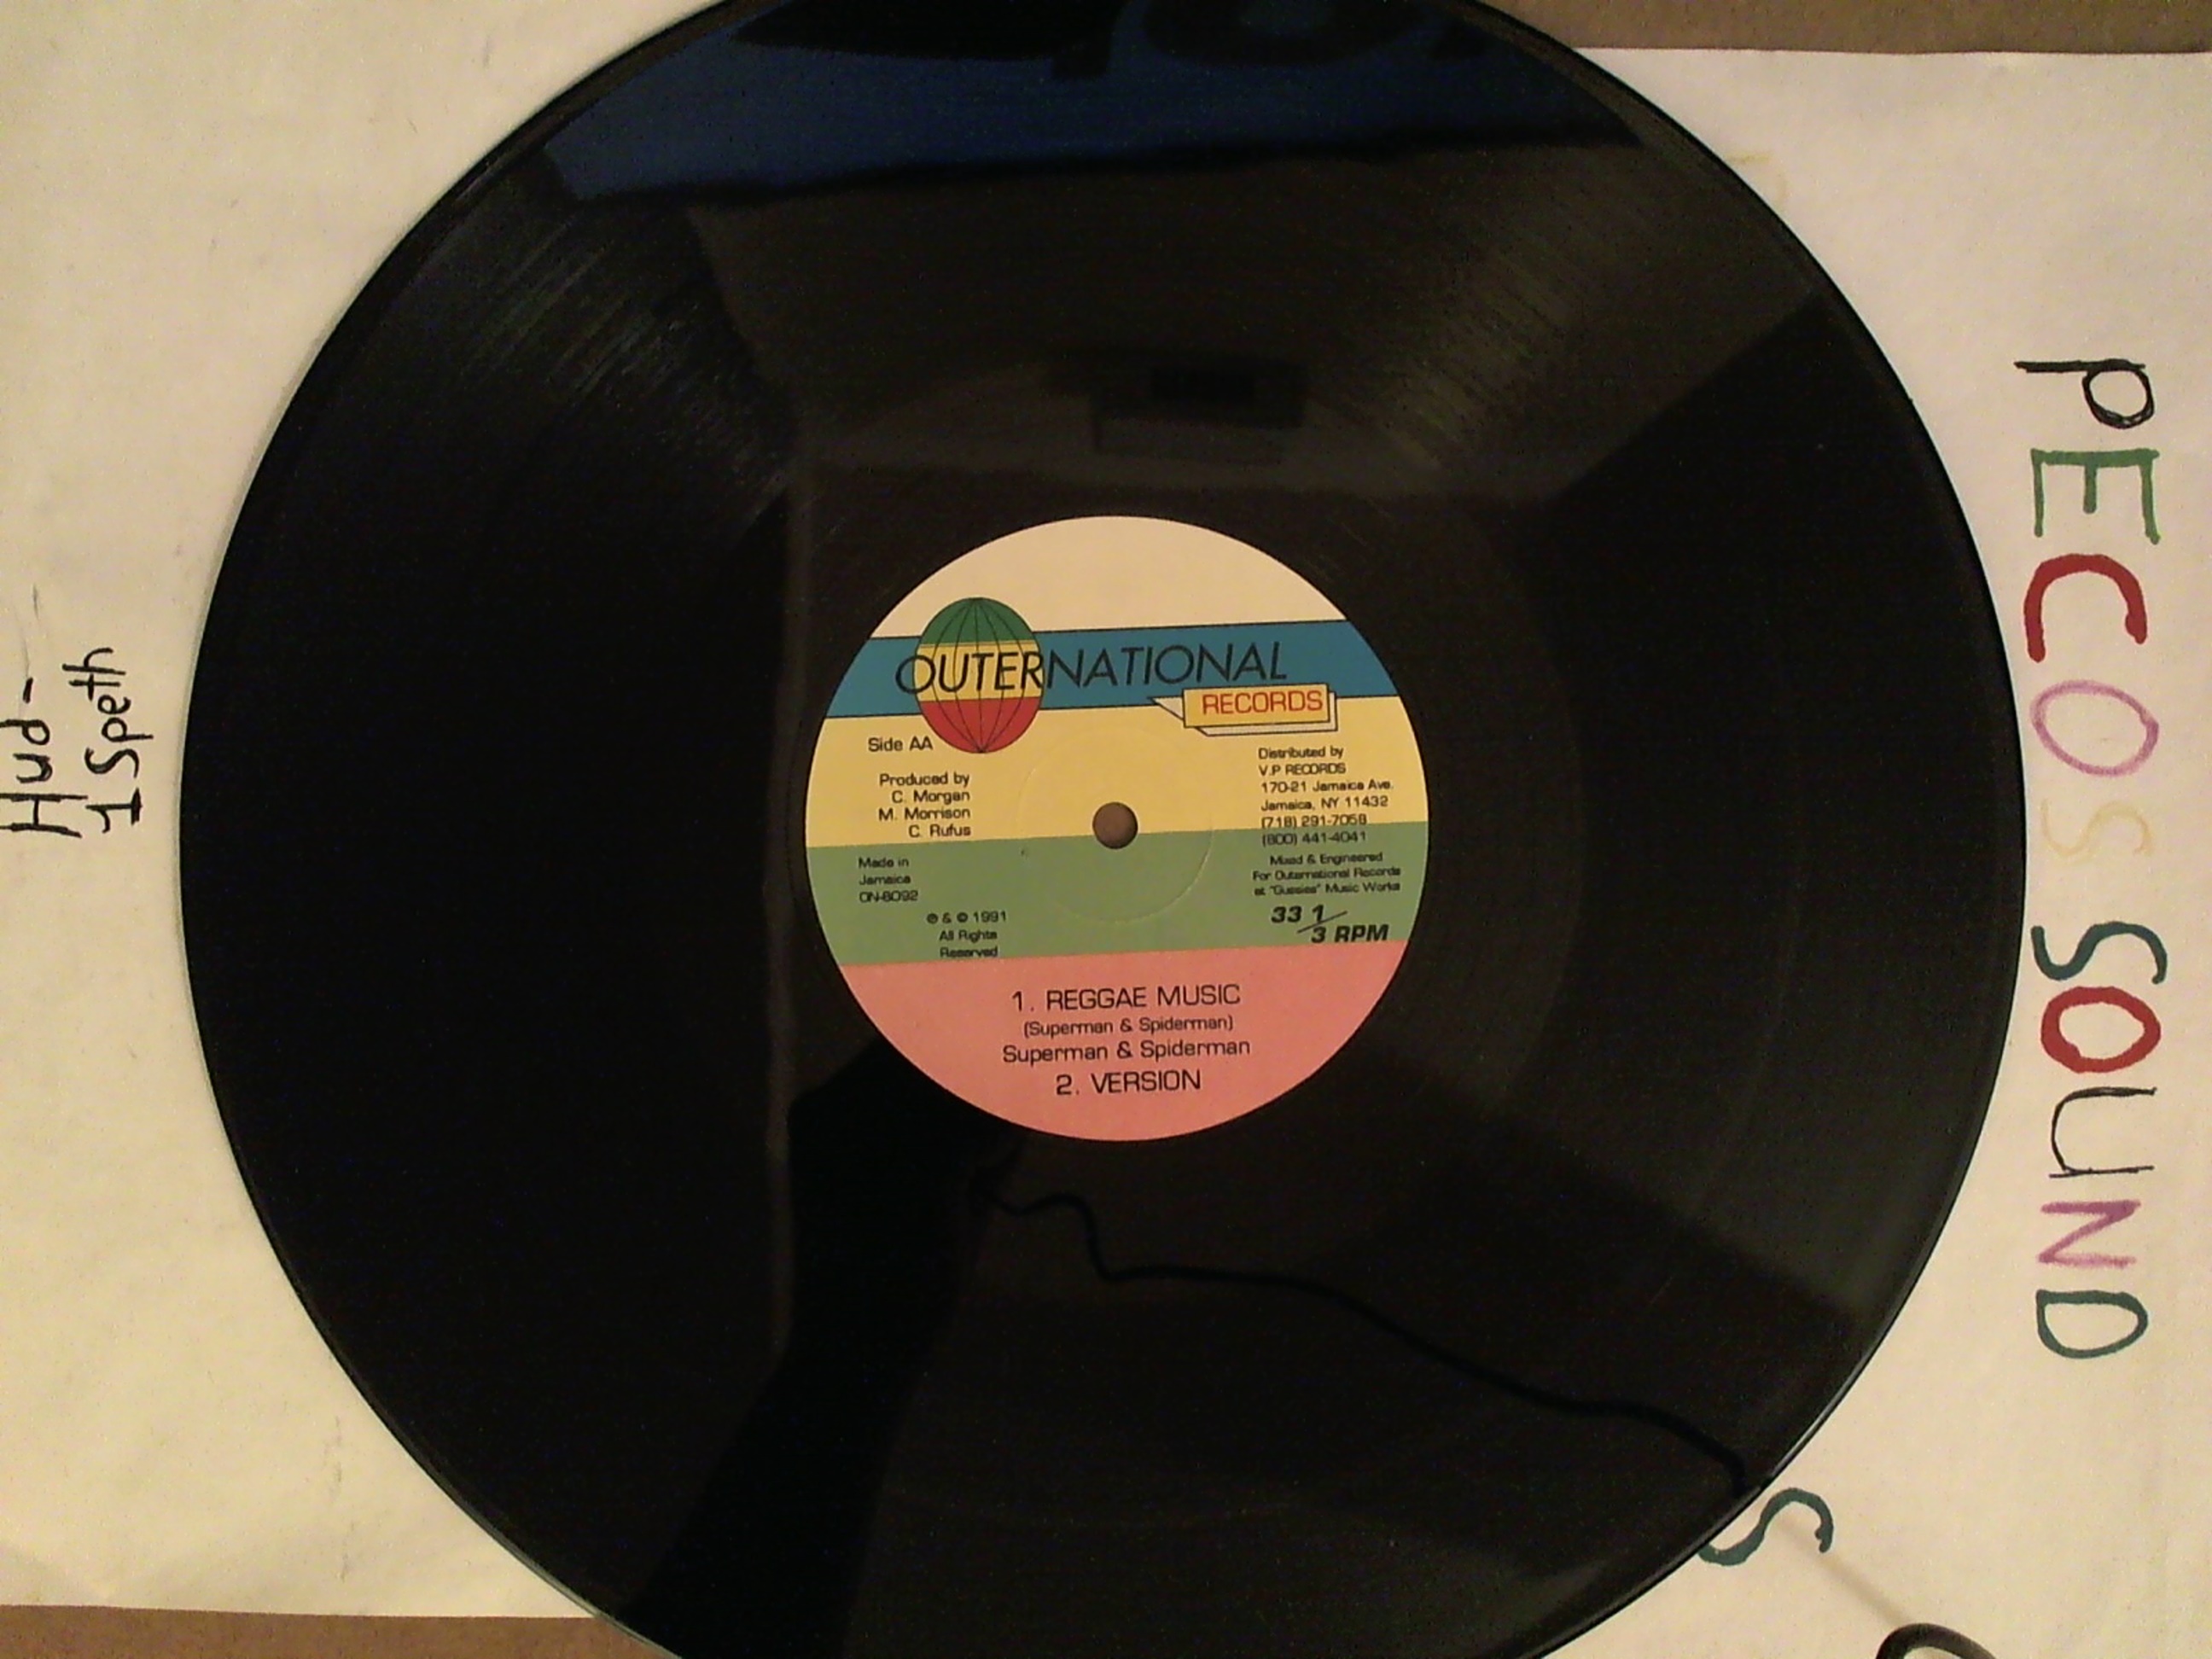 OUTERNATIONAL
RECORDS
Side AA
Produced by
C. Morgan
M. Morrison
C. Rufus
Made in
Jamaica
ON-8092
℗ & © 1991
All Rights
Reserved
Distributed by
V.P RECORDS
170-21 Jamaica Ave.
Jamaica, NY 11432
(718) 291-7058
(800) 441-4041
Mixed & Engineered
For Outernational Records
at "Gussies" Music Works
33 1/3 RPM
1. REGGAE MUSIC
(Superman & Spiderman)
Superman & Spiderman
2. VERSION
PECOS SOUND
S
Hud-
1Speth